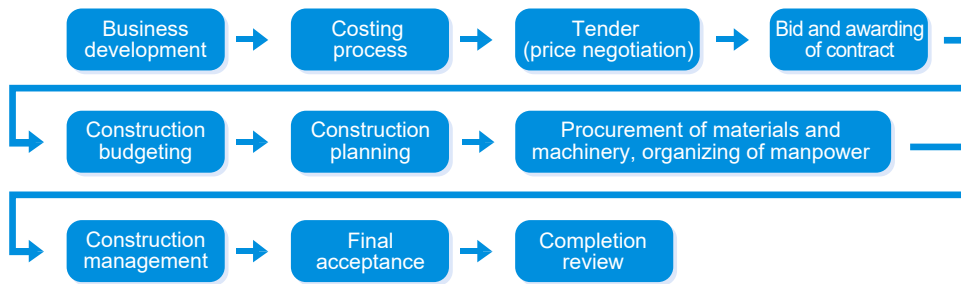 Business
development
Costing
process
Tender
(price negotiation)
Bid and awarding
of contract
Construction
budgeting
Construction
planning
Procurement of materials and
machinery, organizing of manpower
Construction
management
Final
acceptance
Completion
review